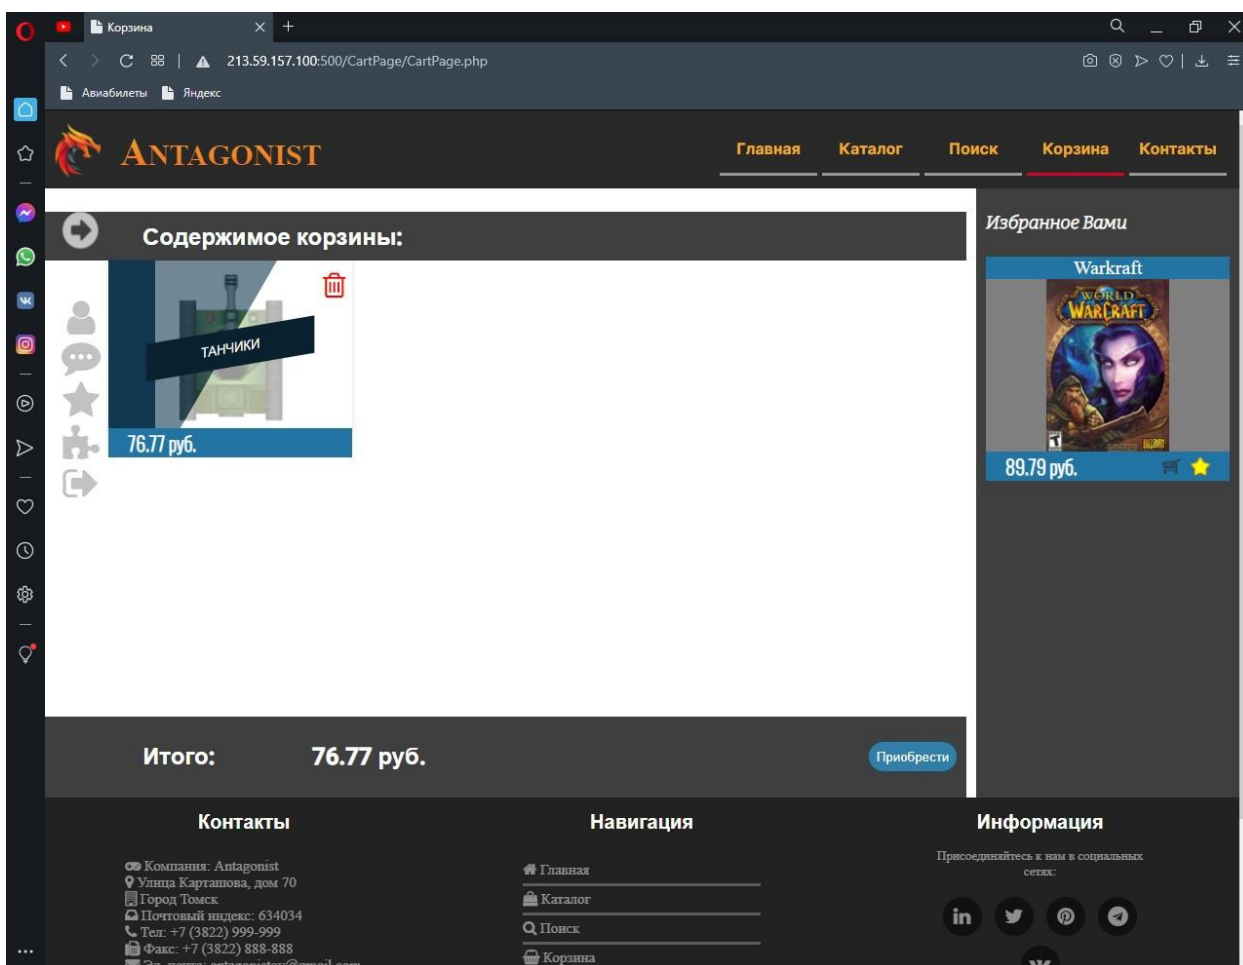 Корзина
213.59.157.100:500/CartPage/CartPage.php
Авиабилеты Яндекс
ANTAGONIST
Главная Каталог Поиск Корзина Контакты
Содержимое корзины:
ТАНЧИКИ
76.77 руб.
Избранное Вами
Warkraft
WORLD
WARCRAFT
89.79 руб.
Итого: 76.77 руб.
Приобрести
Контакты
Компания: Antagonist
Улица Карташова, дом 70
Город Томск
Почтовый индекс: 634034
Тел: +7 (3822) 999-999
Факс: +7 (3822) 888-888
Навигация
Главная
Каталог
Поиск
Корзина
Информация
Присоединяйтесь к нам в социальных
сетях: